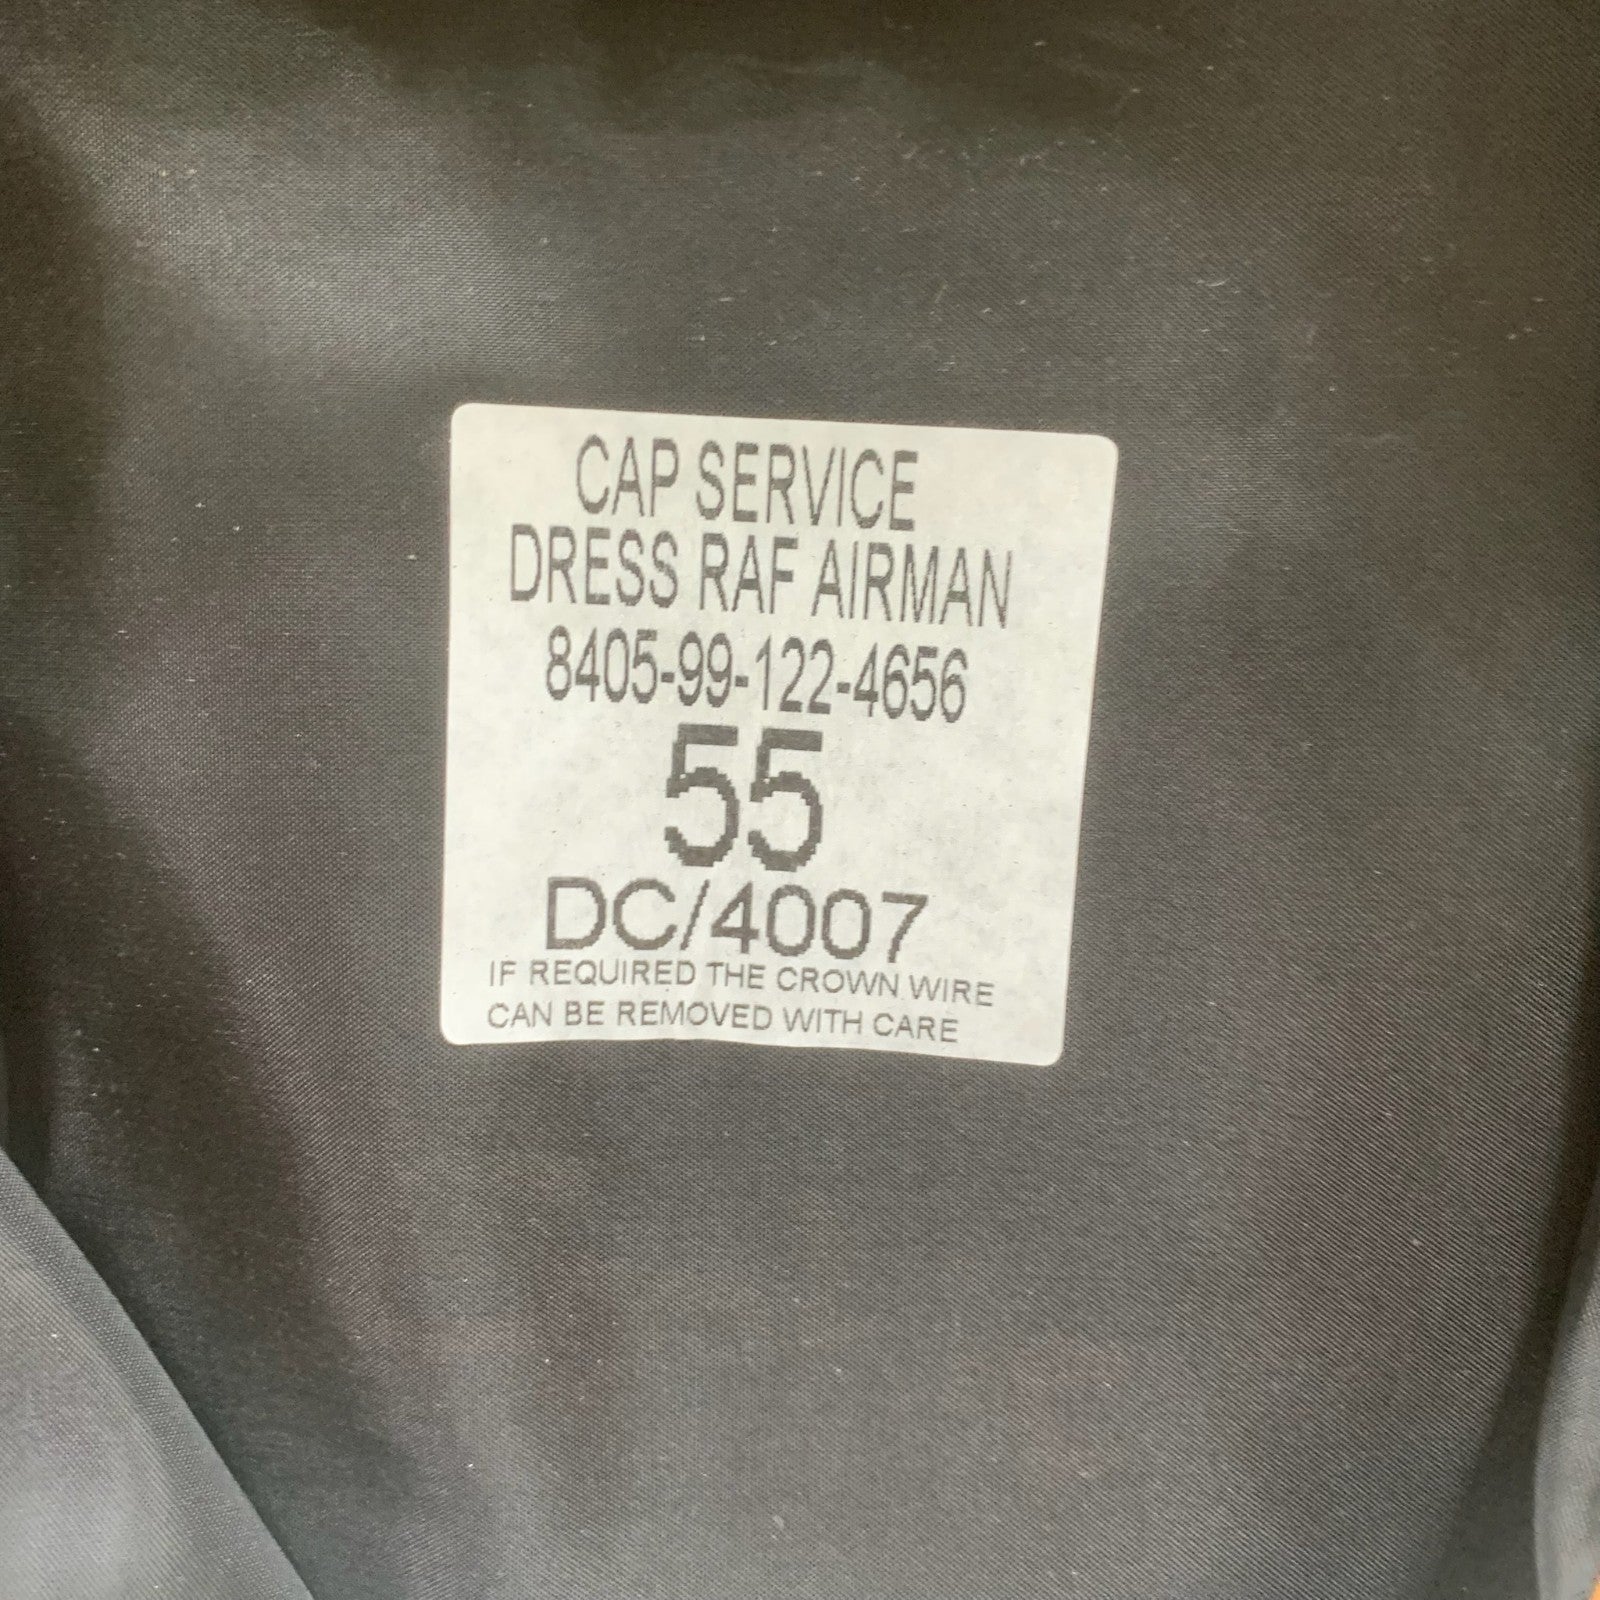 CAP SERVICE
DRESS RAF AIRMAN
8405-99-122-4656
55
DC/4007
IF REQUIRED THE CROWN WIRE
CAN BE REMOVED WITH CARE